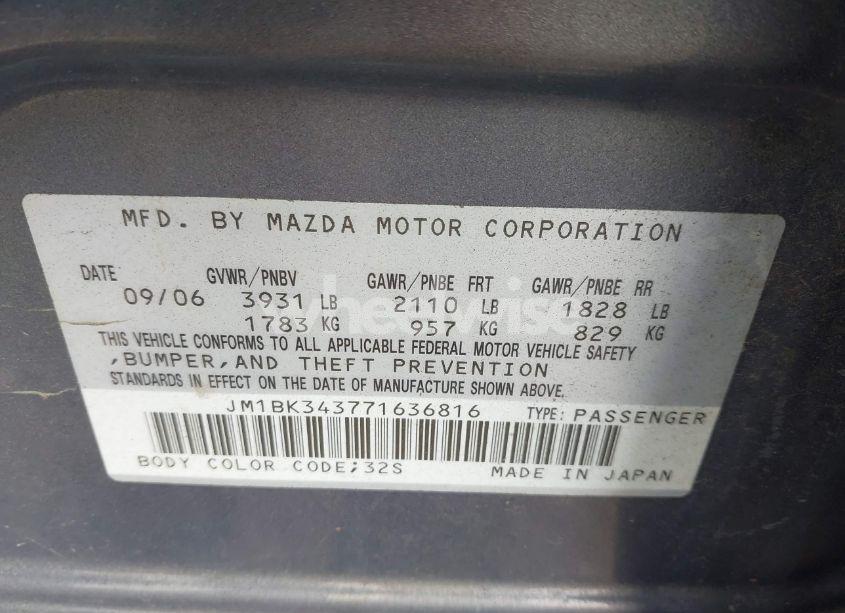 MFD. BY MAZDA MOTOR CORPORATION
DATE GVWR/PNBV GAWR/PNBE FRT GAWR/PNBE RR
09/06 3931 LB 2110 LB 1828 LB
1783 KG 957 KG 829 KG
THIS VEHICLE CONFORMS TO ALL APPLICABLE FEDERAL MOTOR VEHICLE SAFETY
,BUMPER,AND THEFT PREVENTION
STANDARDS IN EFFECT ON THE DATE OF MANUFACTURE SHOWN ABOVE.
JM1BK343771636816 TYPE: PASSENGER
BODY COLOR CODE;32S MADE IN JAPAN